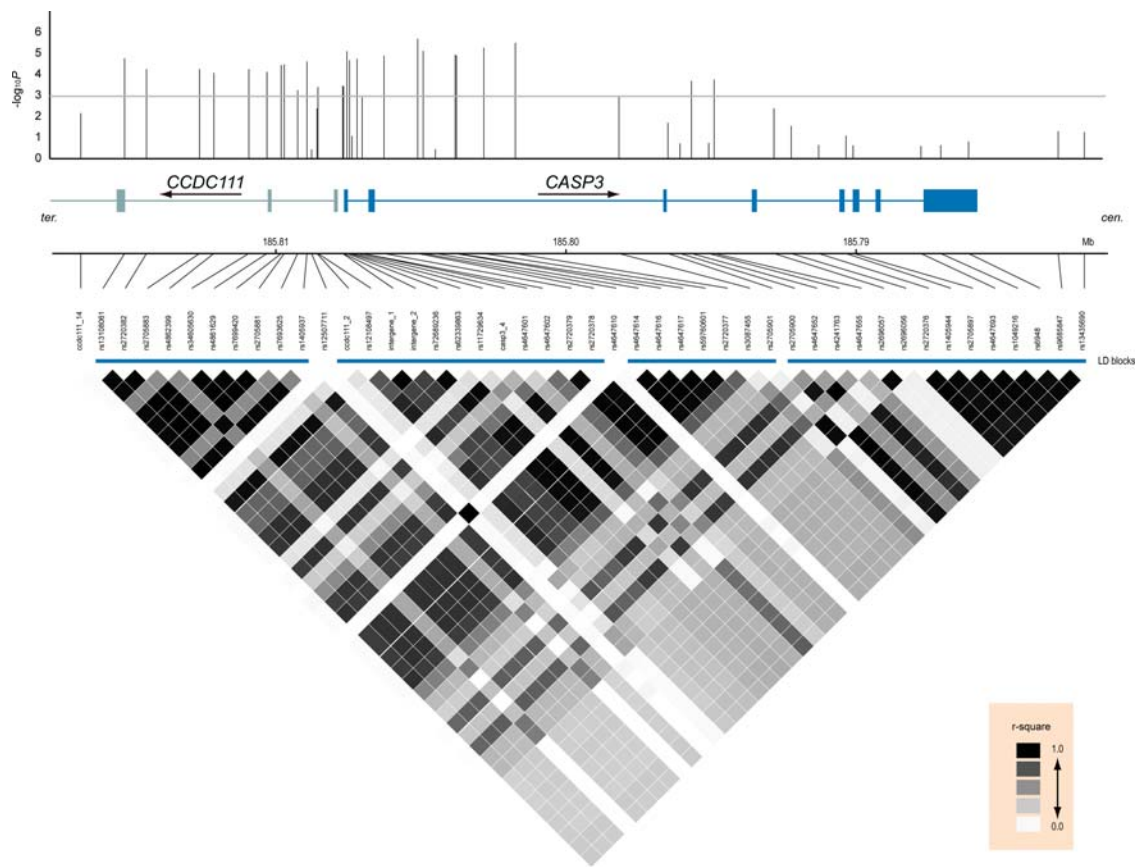 6
5
4
3
2
1
0
-log10P
CCDC111
CASP3
ter.
cen.
185.81
185.80
185.79
Mb
ccdc111_14
rs13108061
rs2720382
rs2705883
rs4862399
rs34605630
rs4861629
rs7699420
rs2705881
rs7693625
rs1405937
rs12507711
ccdc111_2
rs12108497
intergene_1
intergene_2
rs72689236
rs62339863
rs11729634
casp3_4
rs4647601
rs4647602
rs2720379
rs2720378
rs4647610
rs4647614
rs4647616
rs4647617
rs59760601
rs2720377
rs3087455
rs2705901
rs2705900
rs4647652
rs4241763
rs4647655
rs2696057
rs2696056
rs2720376
rs1405944
rs2705897
rs4647693
rs1049216
rs6948
rs9685847
rs13435690
LD blocks
r-square
1.0
0.0